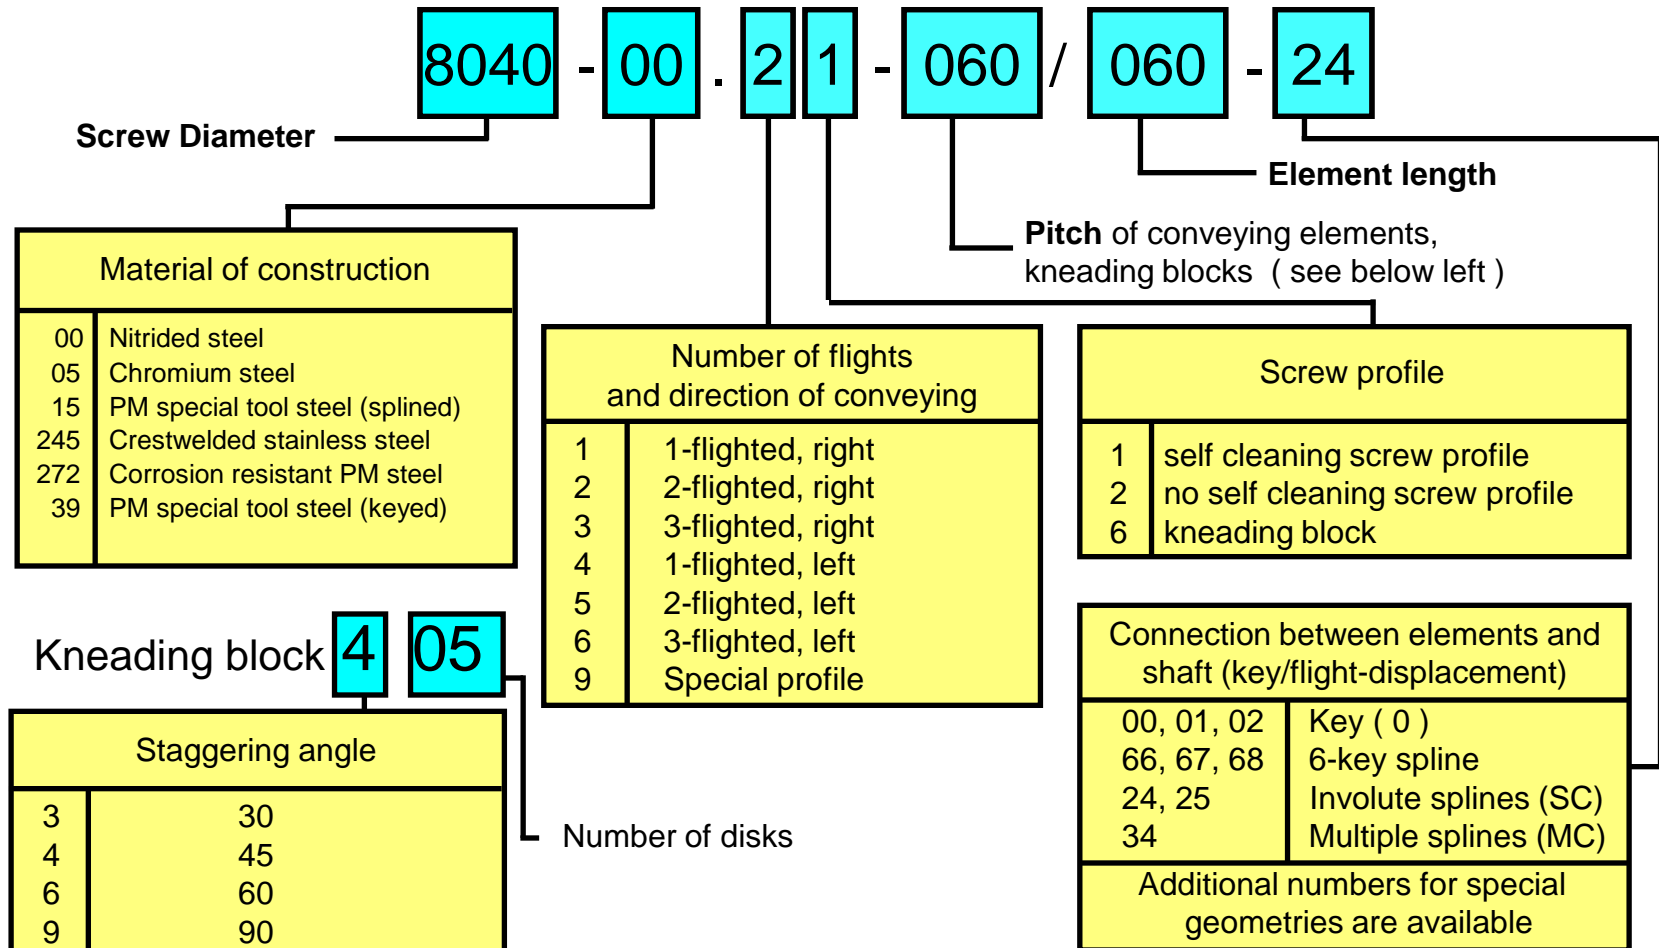 8040 - 00 . 2 1 - 060 / 060 - 24
Screw Diameter
Element length
Pitch of conveying elements,
kneading blocks ( see below left )
Material of construction
00 Nitrided steel
05 Chromium steel
15 PM special tool steel (splined)
245 Crestwelded stainless steel
272 Corrosion resistant PM steel
39 PM special tool steel (keyed)
Number of flights
and direction of conveying
1 1-flighted, right
2 2-flighted, right
3 3-flighted, right
4 1-flighted, left
5 2-flighted, left
6 3-flighted, left
9 Special profile
Screw profile
1 self cleaning screw profile
2 no self cleaning screw profile
6 kneading block
Kneading block 4 05
Staggering angle
3 30
4 45
6 60
9 90
Number of disks
Connection between elements and
shaft (key/flight-displacement)
00, 01, 02 Key ( 0 )
66, 67, 68 6-key spline
24, 25 Involute splines (SC)
34 Multiple splines (MC)
Additional numbers for special
geometries are available